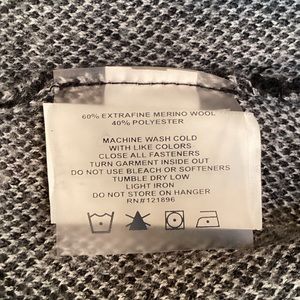 60% EXTRAFINE MERINO WOOL
40% POLYESTER
MACHINE WASH COLD
WITH LIKE COLORS
CLOSE ALL FASTENERS
TURN GARMENT INSIDE OUT
DO NOT USE BLEACH OR SOFTENERS
TUMBLE DRY LOW
LIGHT IRON
DO NOT STORE ON HANGER
RN#121896